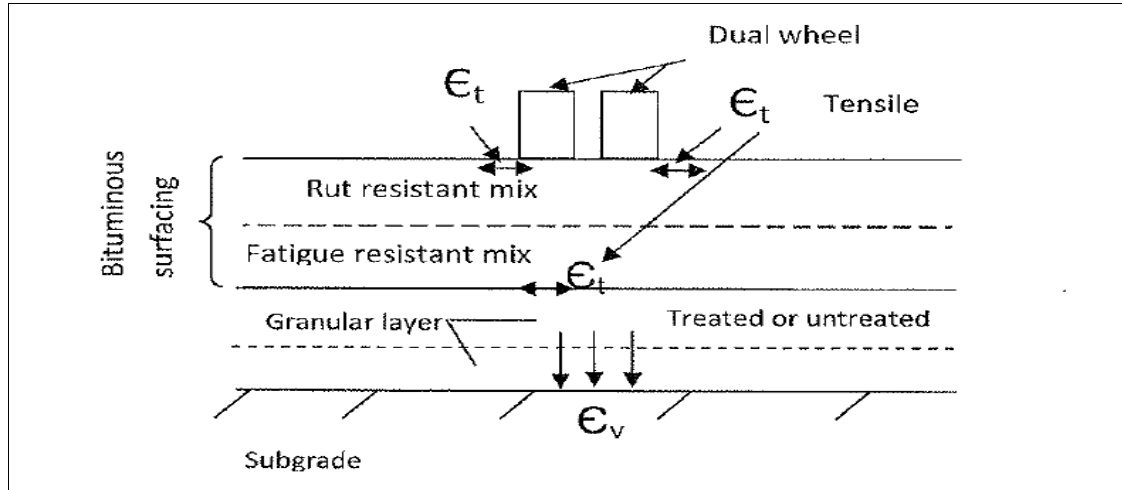 Dual wheel
Єt
Єt
Tensile
Bituminous
surfacing
Rut resistant mix
Fatigue resistant mix
Єt
Granular layer
Treated or untreated
Єv
Subgrade